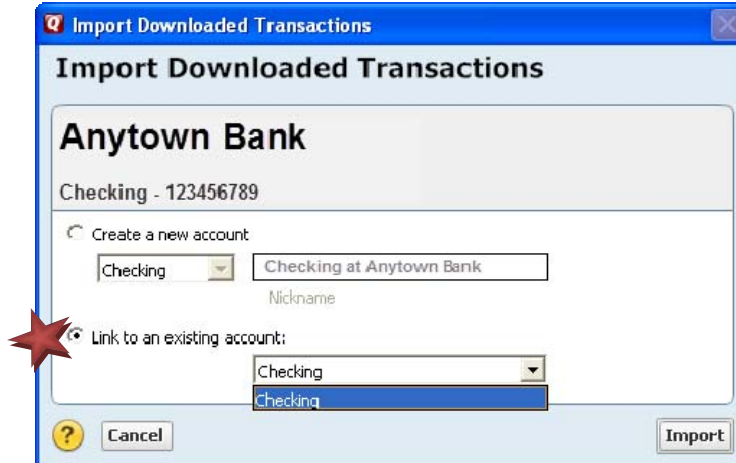 Import Downloaded Transactions
Import Downloaded Transactions
Anytown Bank
Checking - 123456789
Create a new account
Checking
Checking at Anytown Bank
Nickname
Link to an existing account:
Checking
Checking
?
Cancel
Import